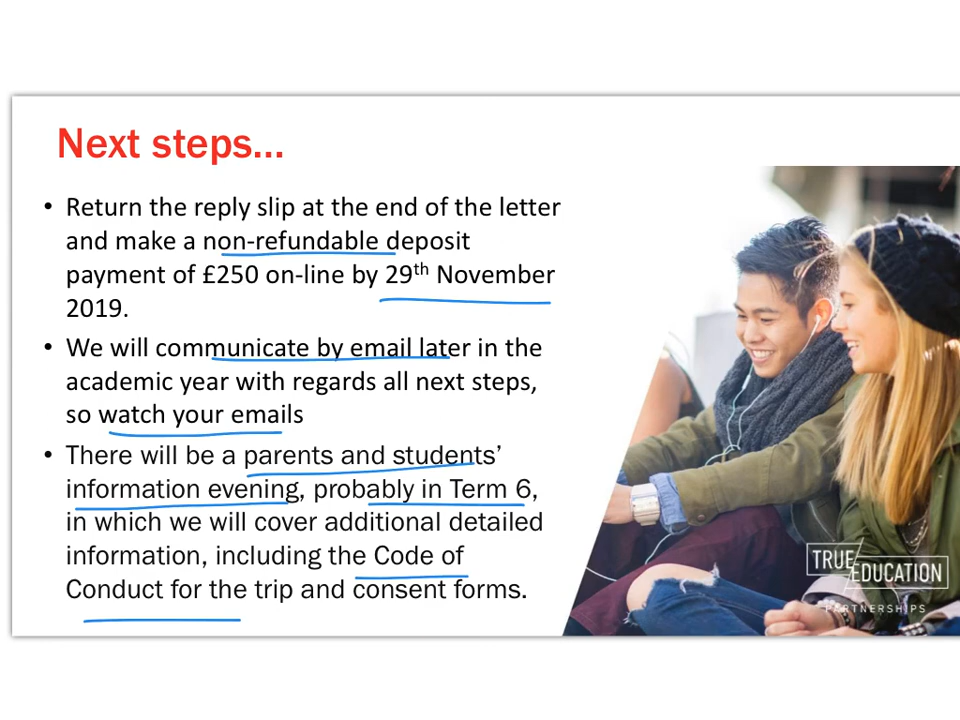 Next steps...
• Return the reply slip at the end of the letter
and make a non-refundable deposit
payment of £250 on-line by 29th November
2019.
• We will communicate by email later in the
academic year with regards all next steps,
so watch your emails
• There will be a parents and students’
information evening, probably in Term 6,
in which we will cover additional detailed
information, including the Code of
Conduct for the trip and consent forms.
TRUE
EDUCATION
PARTNERSHIPS